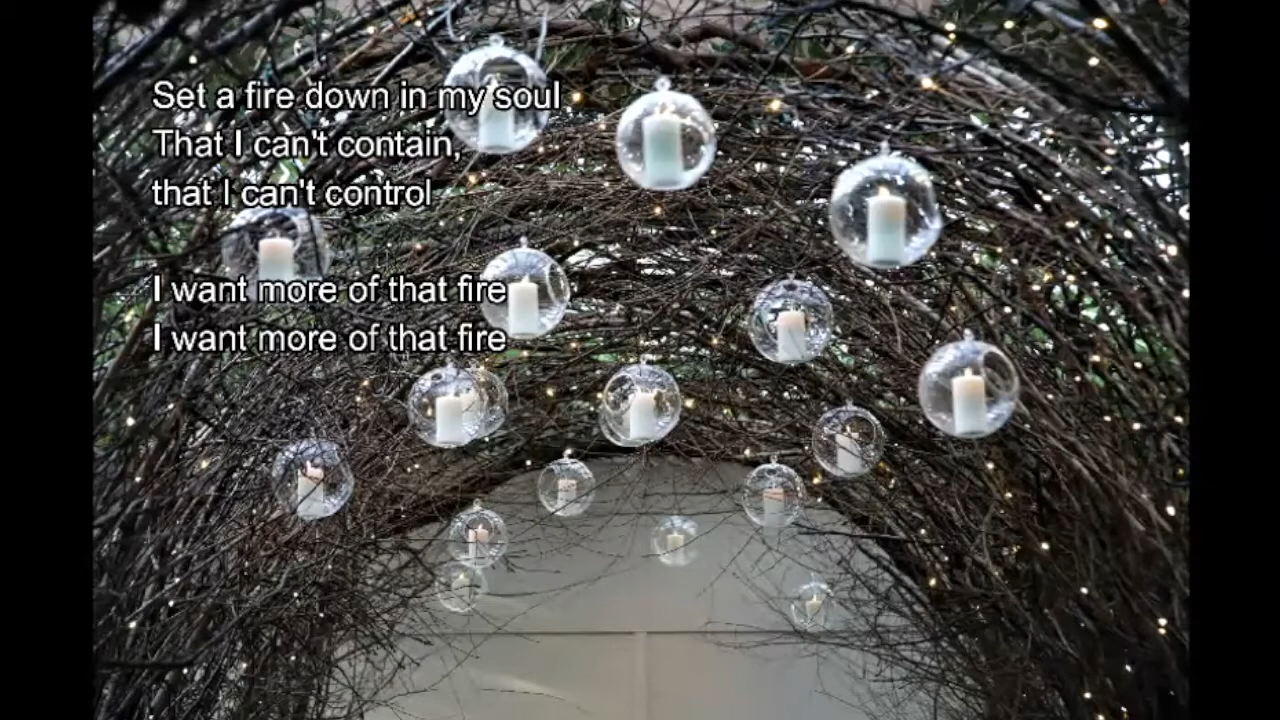 Set a fire down in my soul
That I can't contain,
that I can't control
I want more of that fire
I want more of that fire